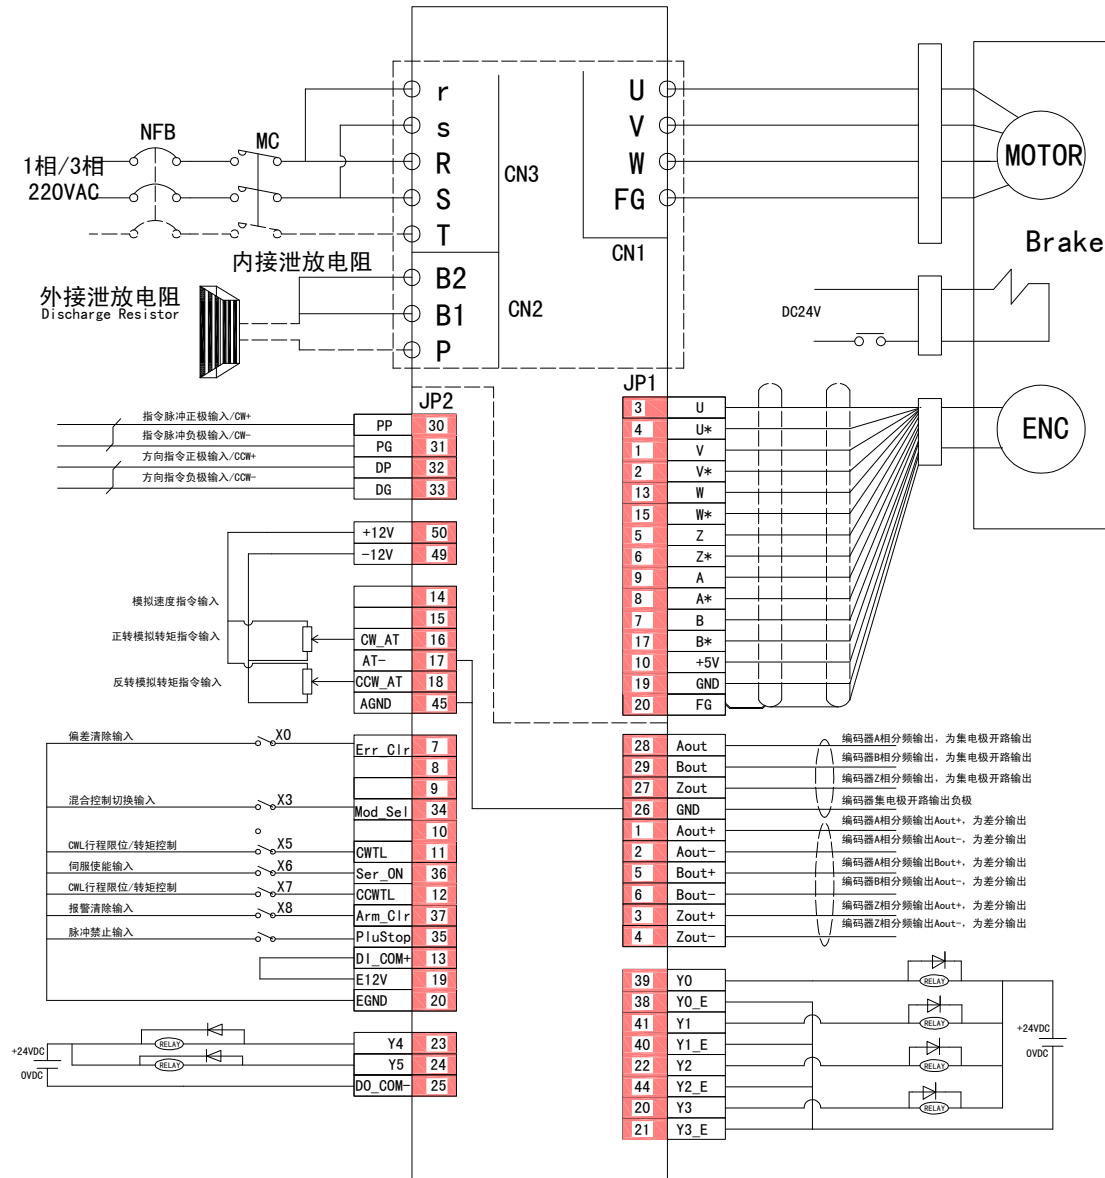 NFB
MC
1相/3相
220VAC
r
s
R
S
T
CN3
内接泄放电阻
B2
B1
P
CN2
外接泄放电阻
Discharge Resistor
U
V
W
FG
CN1
MOTOR
Brake
DC24V
ENC
JP2
指令脉冲正极输入/CW+
PP 30
指令脉冲负极输入/CW-
PG 31
方向指令正极输入/CCW+
DP 32
方向指令负极输入/CCW-
DG 33
+12V 50
-12V 49
模拟速度指令输入
14
15
正转模拟转矩指令输入
CW_AT 16
AT- 17
反转模拟转矩指令输入
CCW_AT 18
AGND 45
偏差清除输入
X0
Err_Clr 7
8
9
混合控制切换输入
X3
Mod_Sel 34
10
CWL行程限位/转矩控制
X5
CWTL 11
伺服使能输入
X6
Ser_ON 36
CWL行程限位/转矩控制
X7
CCWTL 12
报警清除输入
X8
Arm_Clr 37
脉冲禁止输入
PluStop 35
DI_COM+ 13
E12V 19
EGND 20
+24VDC
0VDC
RELAY
RELAY
Y4 23
Y5 24
DO_COM- 25
JP1
3 U
4 U*
1 V
2 V*
13 W
15 W*
5 Z
6 Z*
9 A
8 A*
7 B
17 B*
10 +5V
19 GND
20 FG
28 Aout
编码器A相分频输出，为集电极开路输出
29 Bout
编码器B相分频输出，为集电极开路输出
27 Zout
编码器Z相分频输出，为集电极开路输出
26 GND
编码器集电极开路输出负极
1 Aout+
编码器A相分频输出Aout+，为差分输出
2 Aout-
编码器A相分频输出Aout-，为差分输出
5 Bout+
编码器A相分频输出Bout+，为差分输出
6 Bout-
编码器B相分频输出Aout-，为差分输出
3 Zout+
编码器Z相分频输出Aout+，为差分输出
4 Zout-
编码器Z相分频输出Aout-，为差分输出
39 Y0
38 Y0_E
41 Y1
40 Y1_E
22 Y2
44 Y2_E
20 Y3
21 Y3_E
RELAY
RELAY
RELAY
RELAY
+24VDC
0VDC